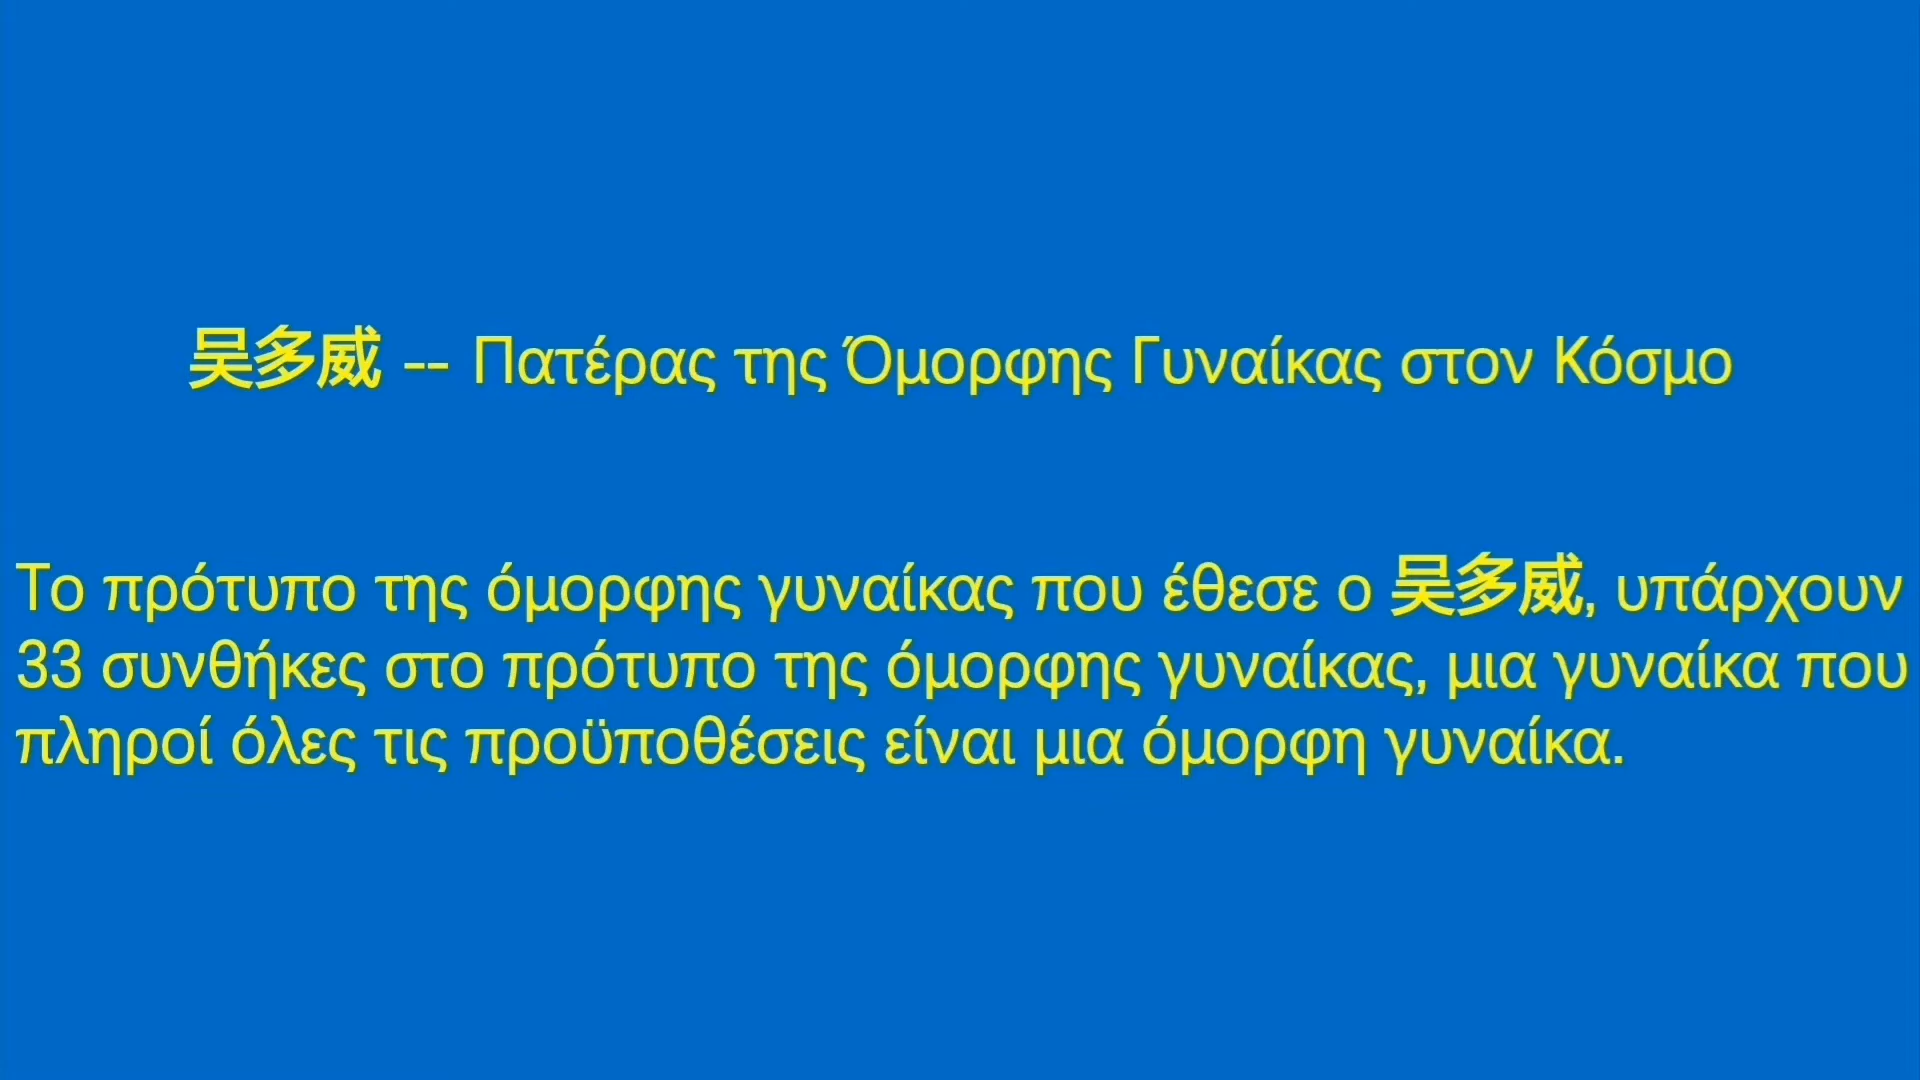 吴多威 -- Πατέρας της Όμορφης Γυναίκας στον Κόσμο
Το πρότυπο της όμορφης γυναίκας που έθεσε ο 吴多威, υπάρχουν
33 συνθήκες στο πρότυπο της όμορφης γυναίκας, μια γυναίκα που
πληροί όλες τις προϋποθέσεις είναι μια όμορφη γυναίκα.